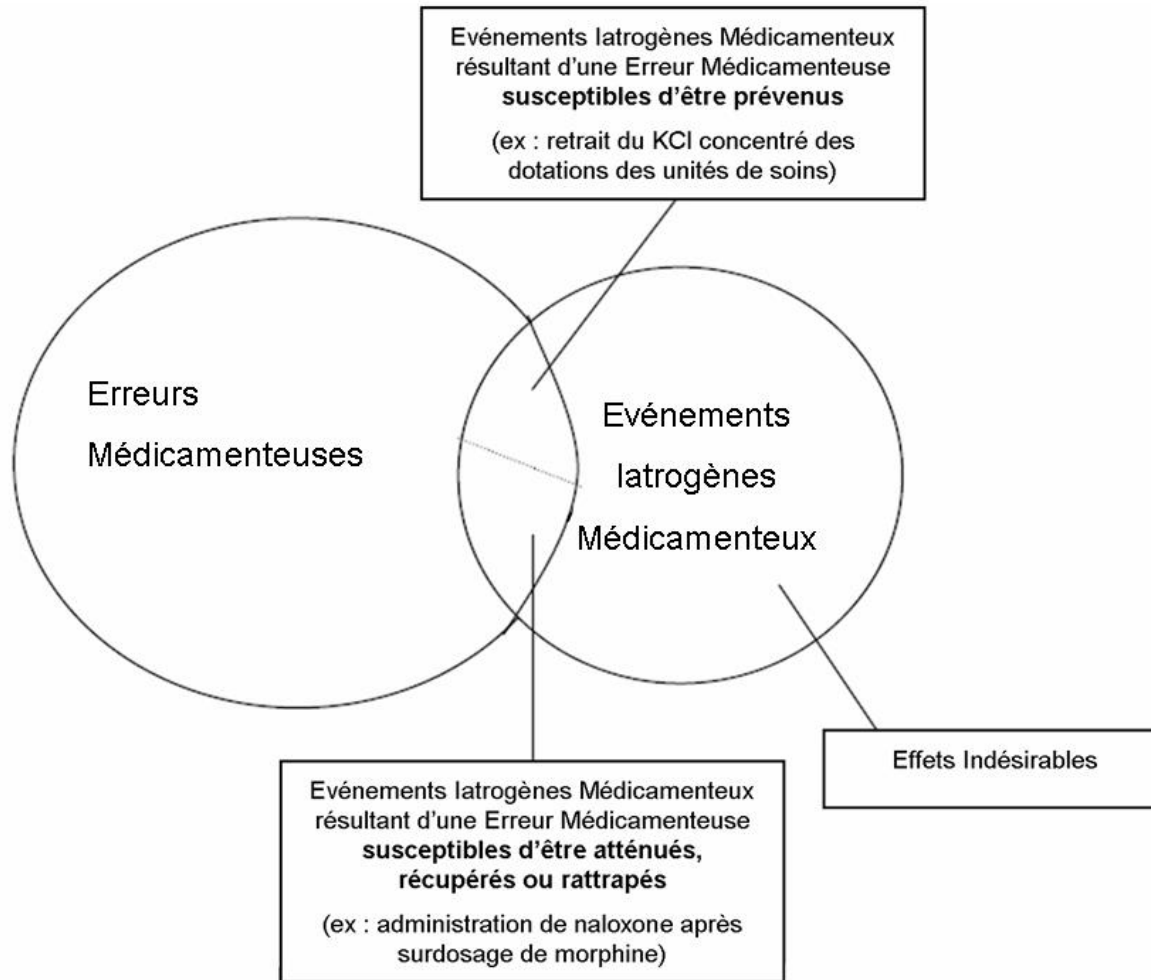 Evénements Iatrogènes Médicamenteux
résultant d'une Erreur Médicamenteuse
susceptibles d'être prévenus
(ex : retrait du KCl concentré des
dotations des unités de soins)
Erreurs
Médicamenteuses
Evénements
Iatrogènes
Médicamenteux
Effets Indésirables
Evénements Iatrogènes Médicamenteux
résultant d'une Erreur Médicamenteuse
susceptibles d'être atténués,
récupérés ou rattrapés
(ex : administration de naloxone après
surdosage de morphine)